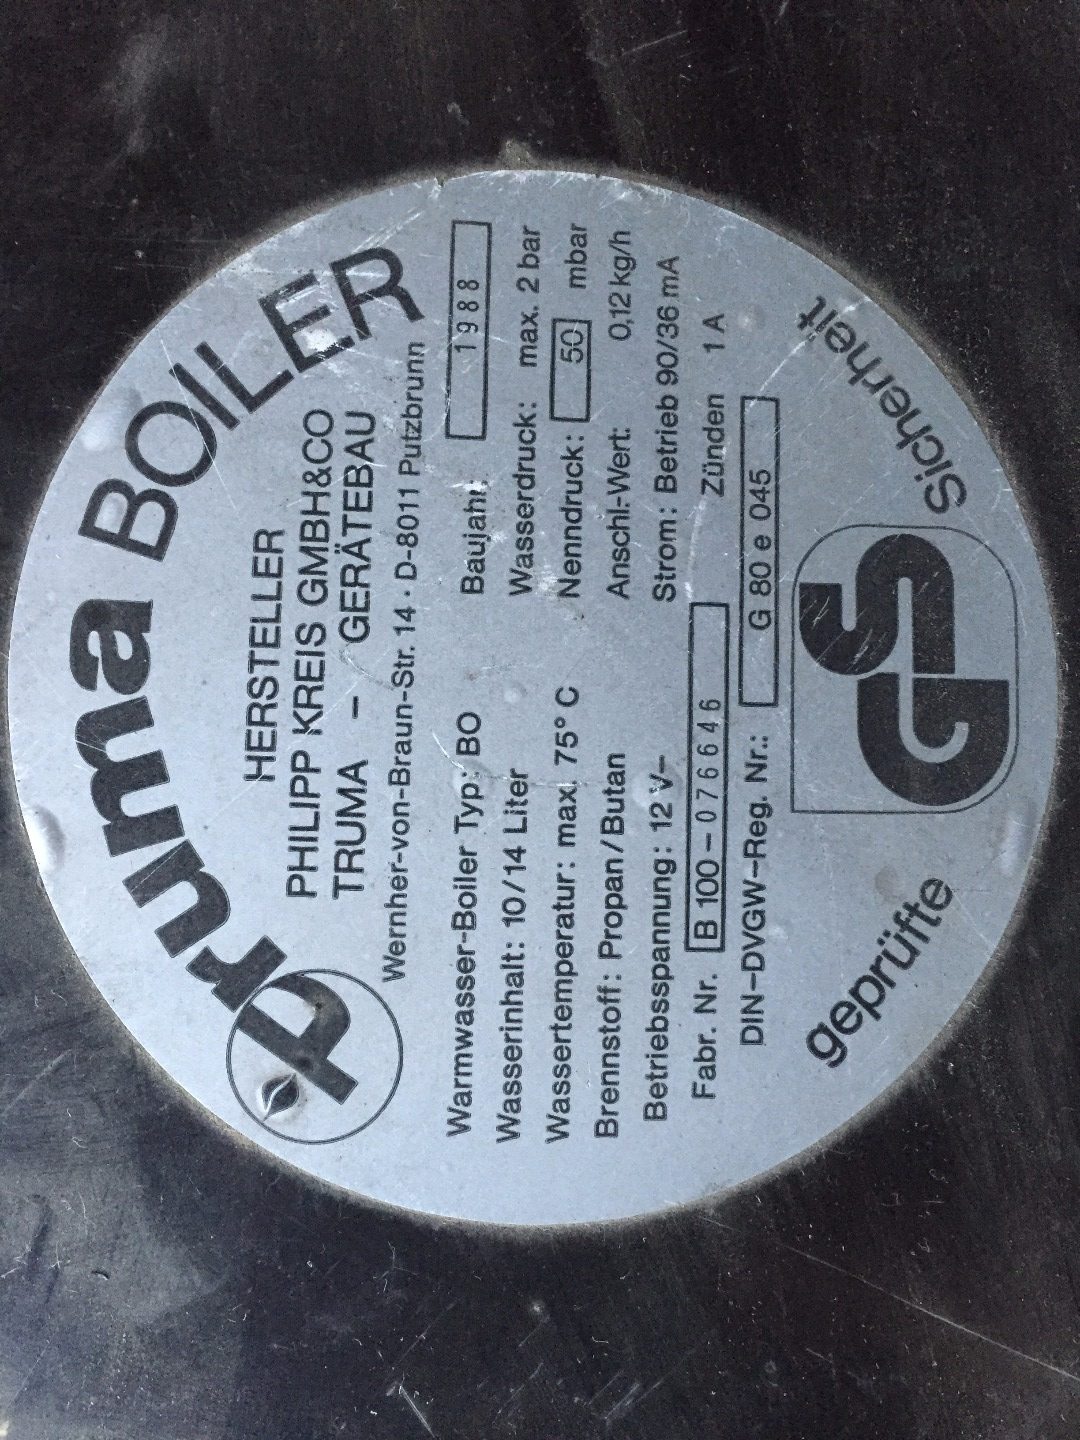 truma BOILER
HERSTELLER
PHILIPP KREIS GMBH&CO
TRUMA – GERÄTEBAU
Wernher-von-Braun-Str. 14 · D-8011 Putzbrunn
Warmwasser-Boiler Typ: BO Baujahr: 1988
Wasserinhalt: 10/14 Liter Wasserdruck: max. 2 bar
Wassertemperatur: max. 75° C Nenndruck: 50 mbar
Brennstoff: Propan/Butan Anschl.-Wert: 0,12 kg/h
Betriebsspannung: 12 V– Strom: Betrieb 90/36 mA
Fabr. Nr. B 100–076646 Zünden 1 A
DIN–DVGW–Reg. Nr.: G 80 e 045
geprüfte Sicherheit